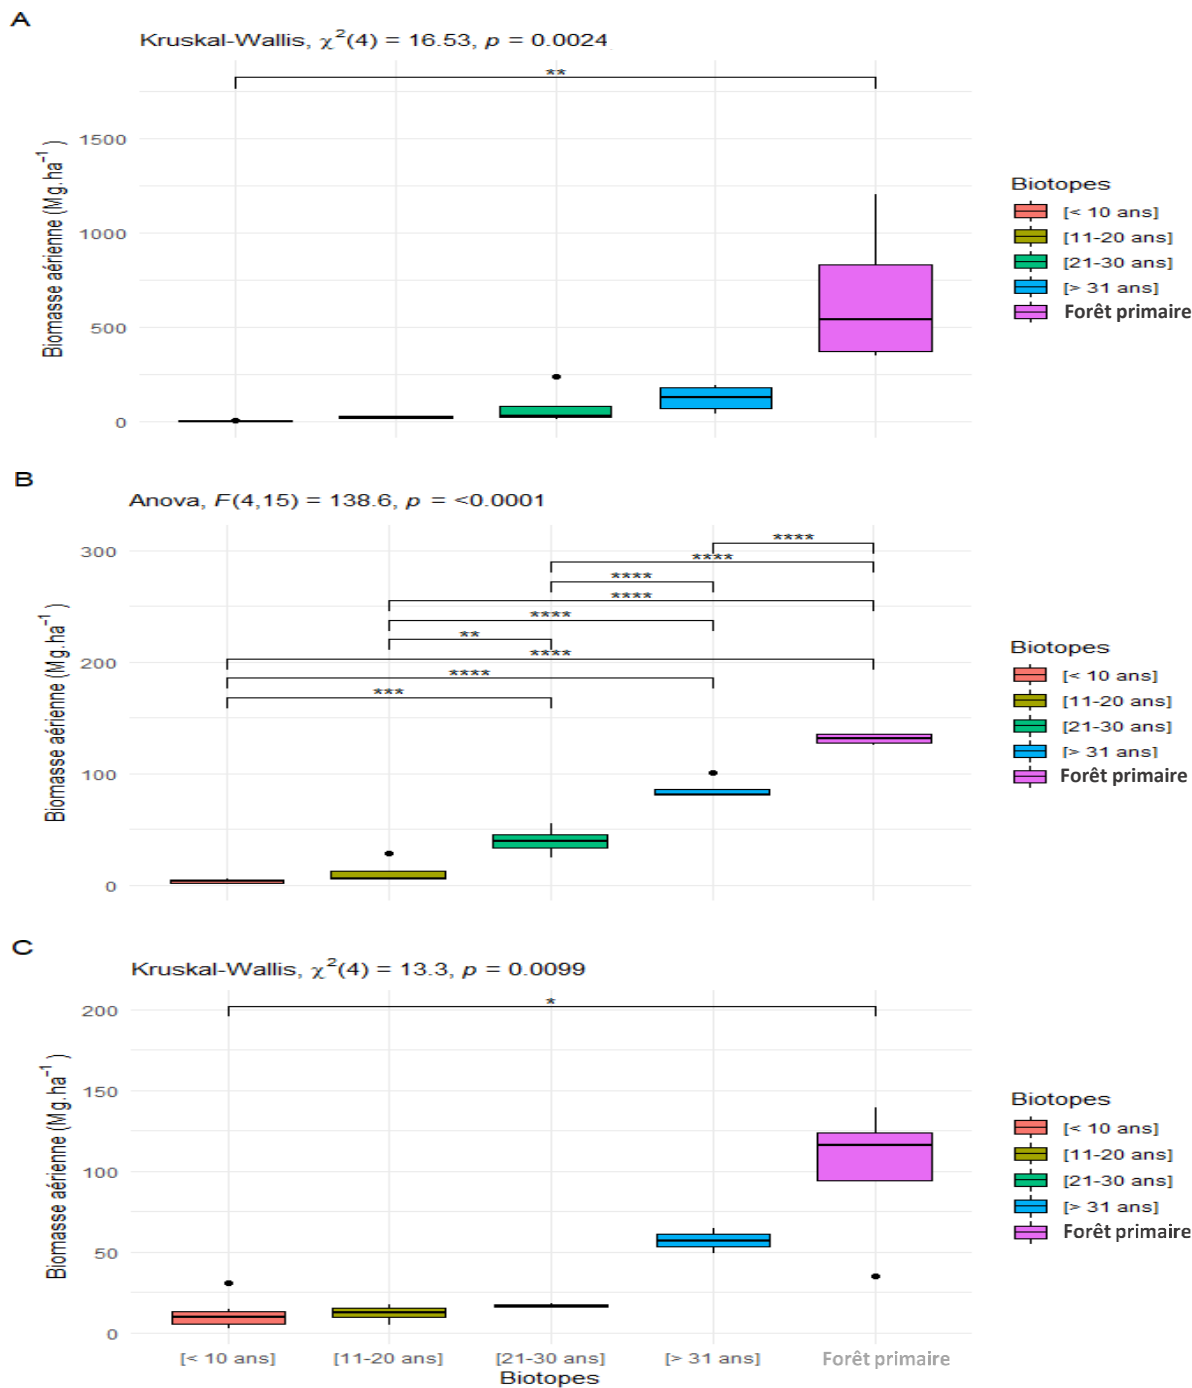 A
Kruskal-Wallis, χ²(4) = 16.53, p = 0.0024
**
Biomasse aérienne (Mg.ha⁻¹)
1500
1000
500
0
Biotopes
[< 10 ans]
[11-20 ans]
[21-30 ans]
[> 31 ans]
Forêt primaire
B
Anova, F(4,15) = 138.6, p = <0.0001
****
****
****
****
****
**
****
****
***
Biomasse aérienne (Mg.ha⁻¹)
300
200
100
0
Biotopes
[< 10 ans]
[11-20 ans]
[21-30 ans]
[> 31 ans]
Forêt primaire
C
Kruskal-Wallis, χ²(4) = 13.3, p = 0.0099
*
Biomasse aérienne (Mg.ha⁻¹)
200
150
100
50
0
Biotopes
[< 10 ans]
[11-20 ans]
[21-30 ans]
[> 31 ans]
Forêt primaire
[< 10 ans] [11-20 ans] [21-30 ans] [> 31 ans] Forêt primaire
Biotopes